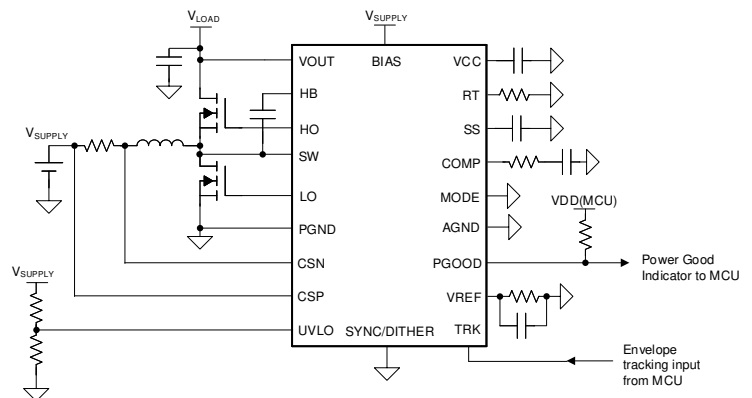 VLOAD
VSUPPLY
VOUT
BIAS
VCC
HB
RT
HO
SS
VSUPPLY
SW
COMP
LO
MODE
VDD(MCU)
PGND
AGND
CSN
PGOOD
Power Good
Indicator to MCU
VSUPPLY
CSP
VREF
UVLO
SYNC/DITHER
TRK
Envelope
tracking input
from MCU